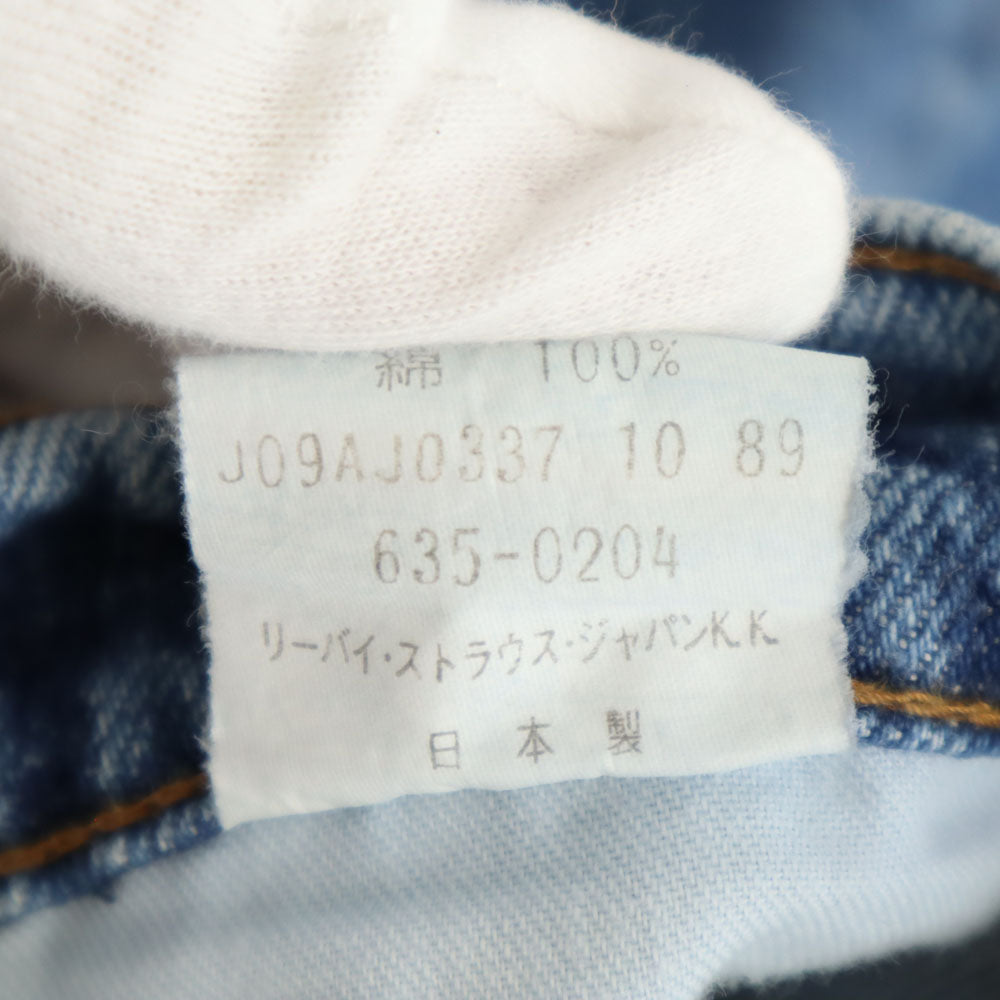 綿 100%
J09AJ0337 10 89
635-0204
リーバイ・ストラウス・ジャパンK.K
日本製